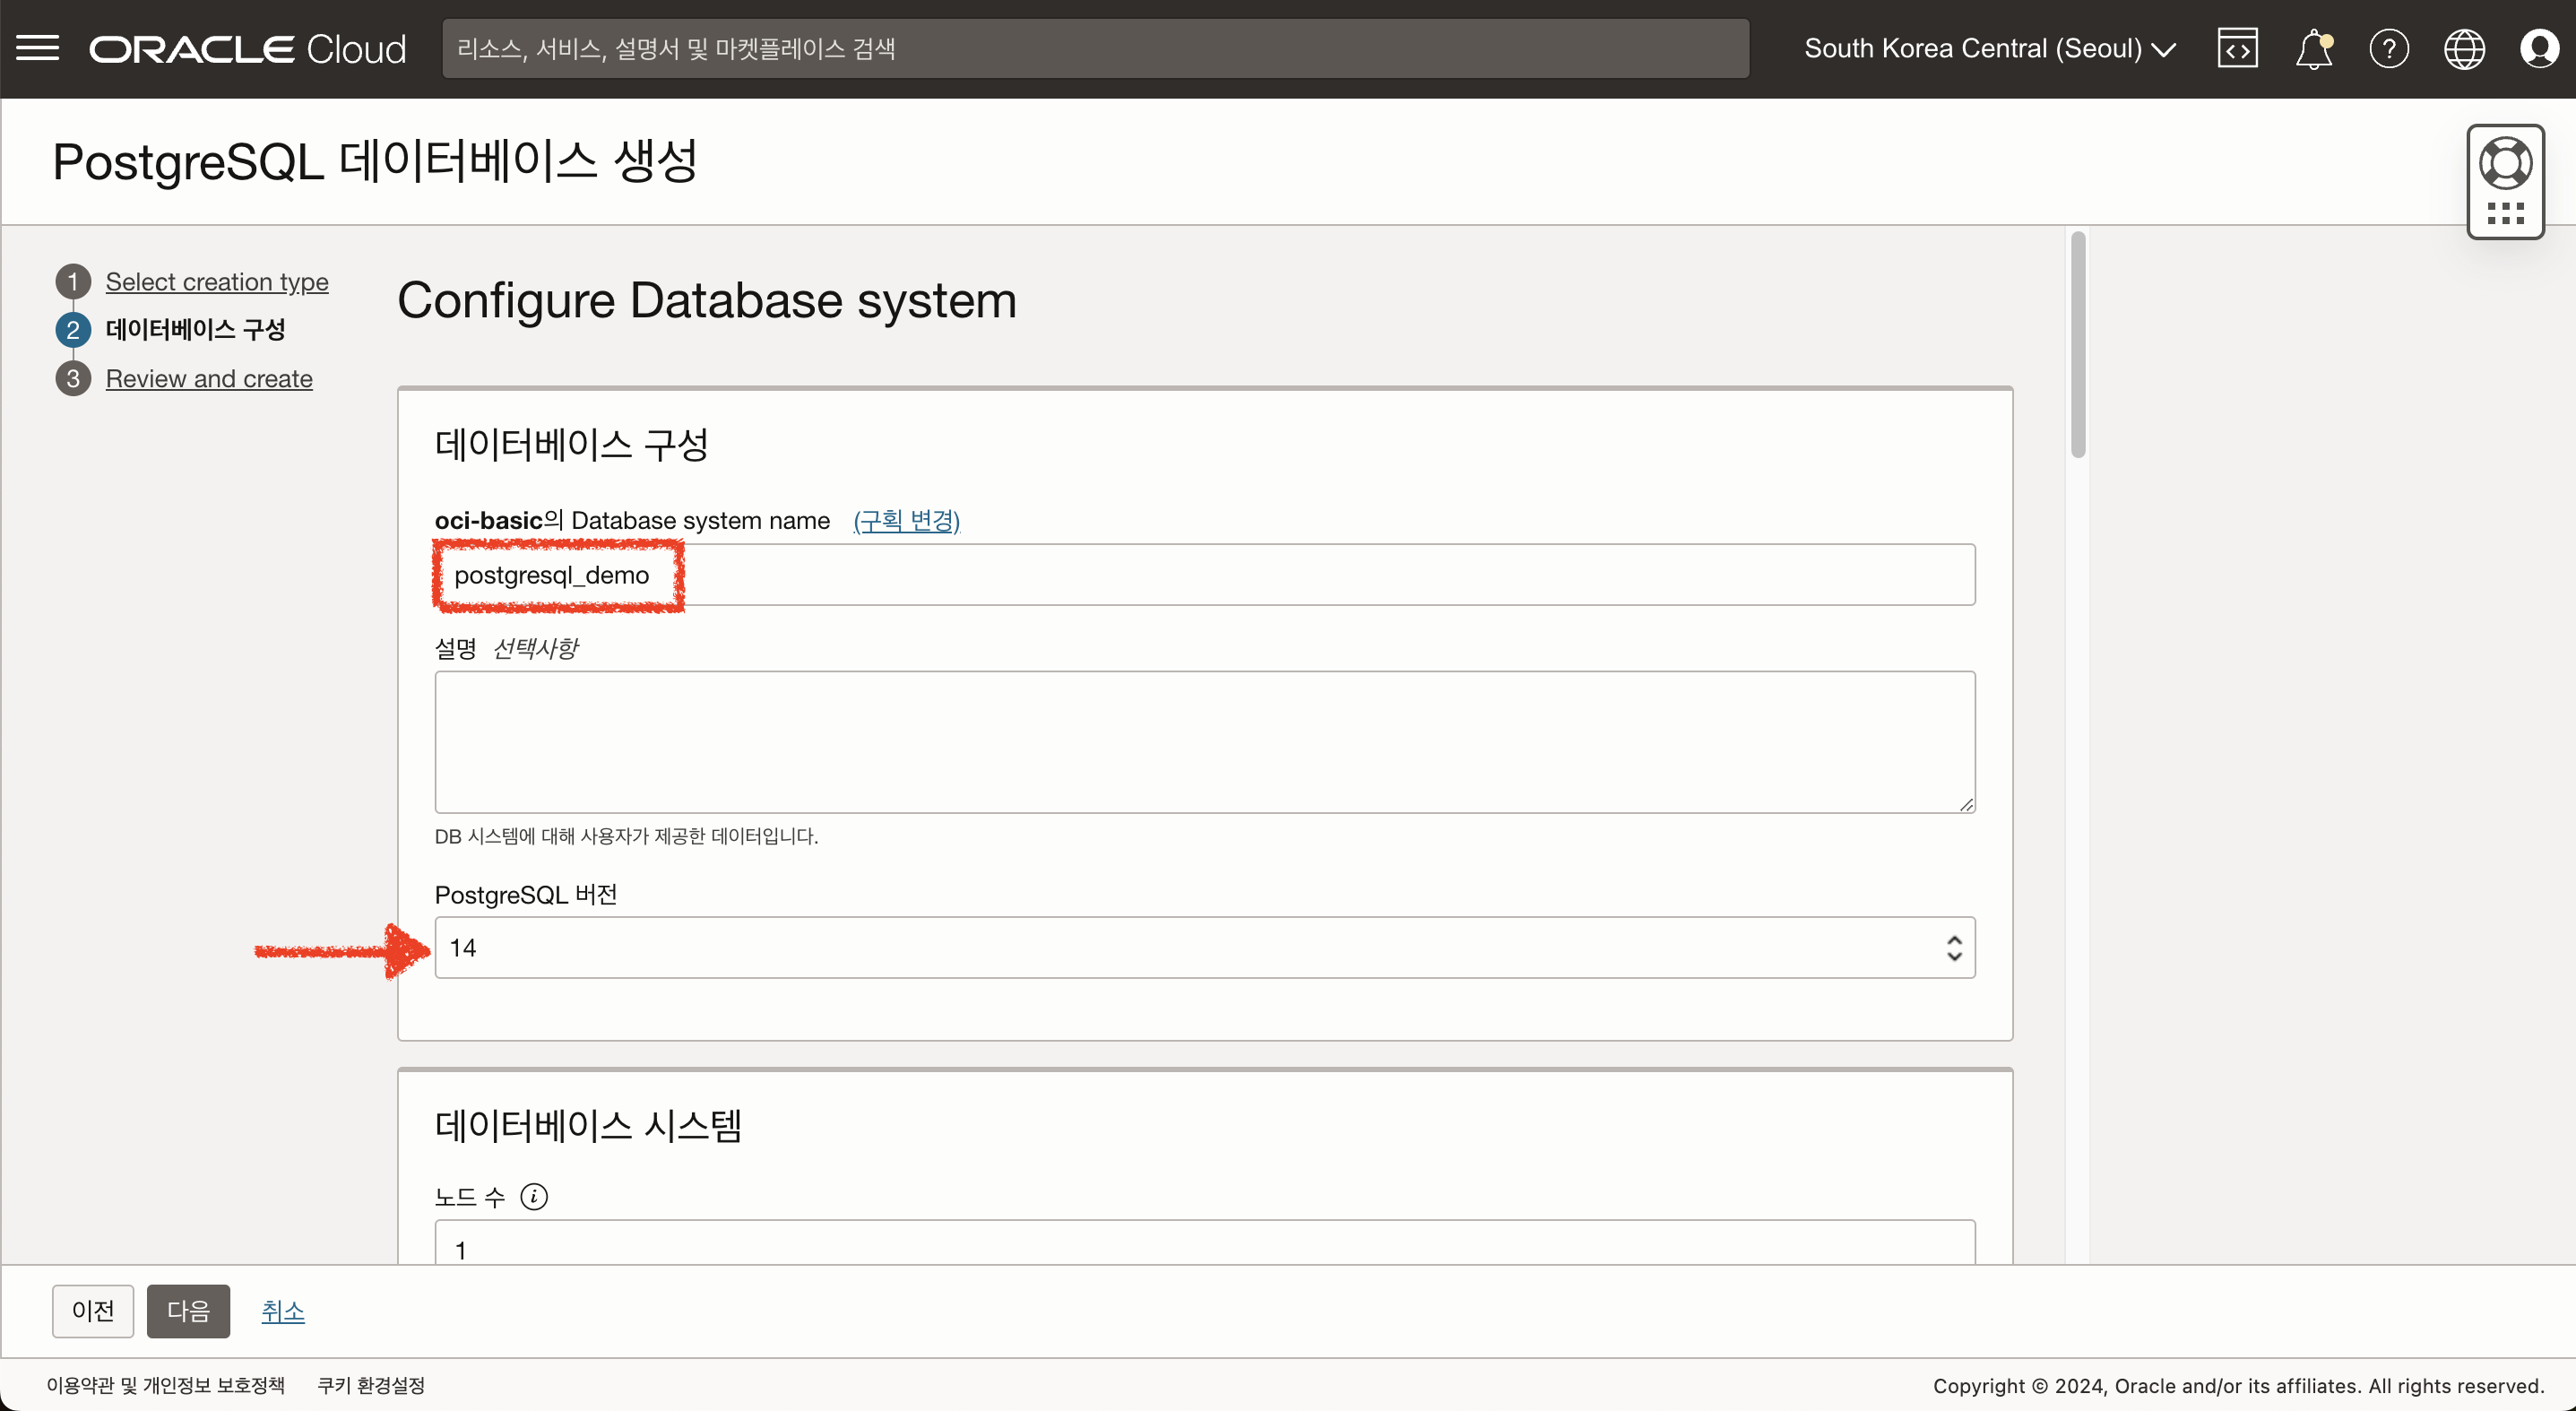 ORACLE Cloud
리소스, 서비스, 설명서 및 마켓플레이스 검색
South Korea Central (Seoul)
PostgreSQL 데이터베이스 생성
1 Select creation type
2 데이터베이스 구성
3 Review and create
Configure Database system
데이터베이스 구성
oci-basic의 Database system name (구획 변경)
postgresql_demo
설명 선택사항
DB 시스템에 대해 사용자가 제공한 데이터입니다.
PostgreSQL 버전
14
데이터베이스 시스템
노드 수
1
이전 다음 취소
이용약관 및 개인정보 보호정책 쿠키 환경설정
Copyright © 2024, Oracle and/or its affiliates. All rights reserved.